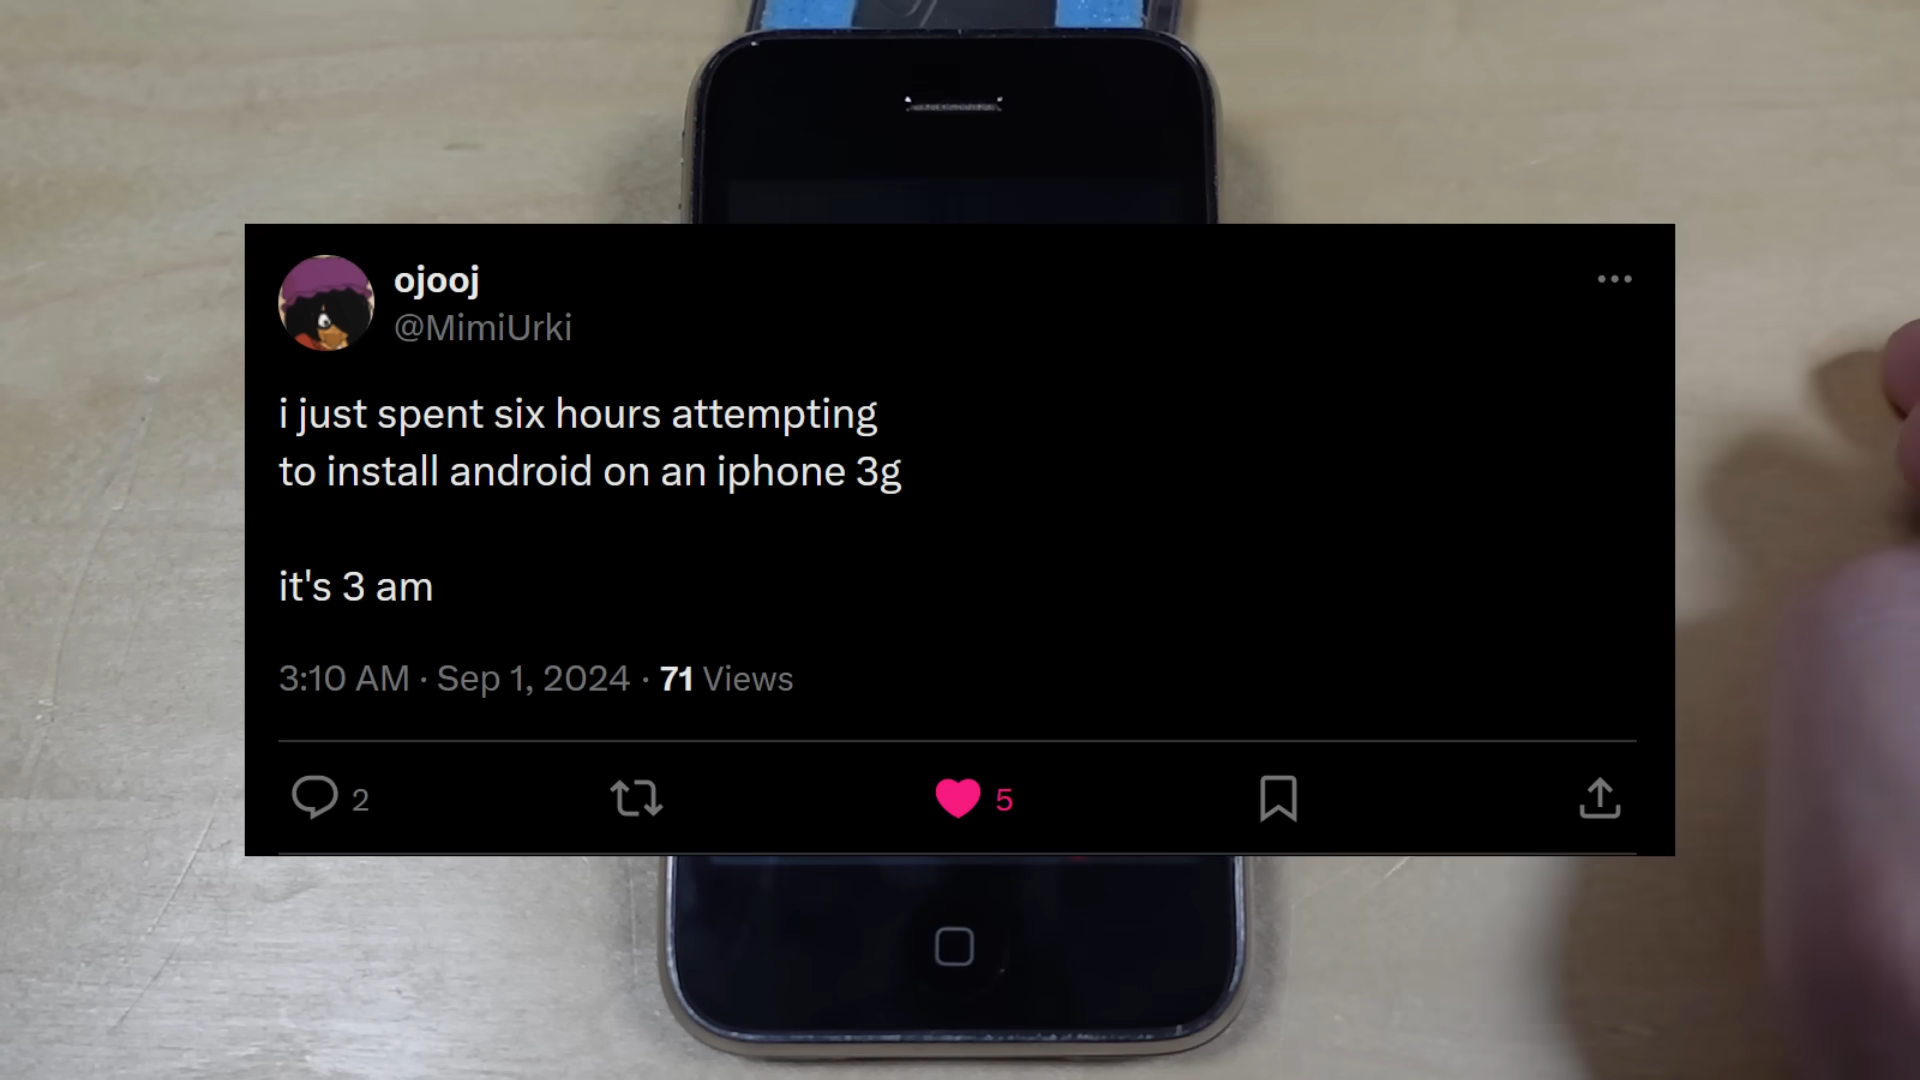 ojooj
@MimiUrki
i just spent six hours attempting
to install android on an iphone 3g
it's 3 am
3:10 AM · Sep 1, 2024 · 71 Views
2
5